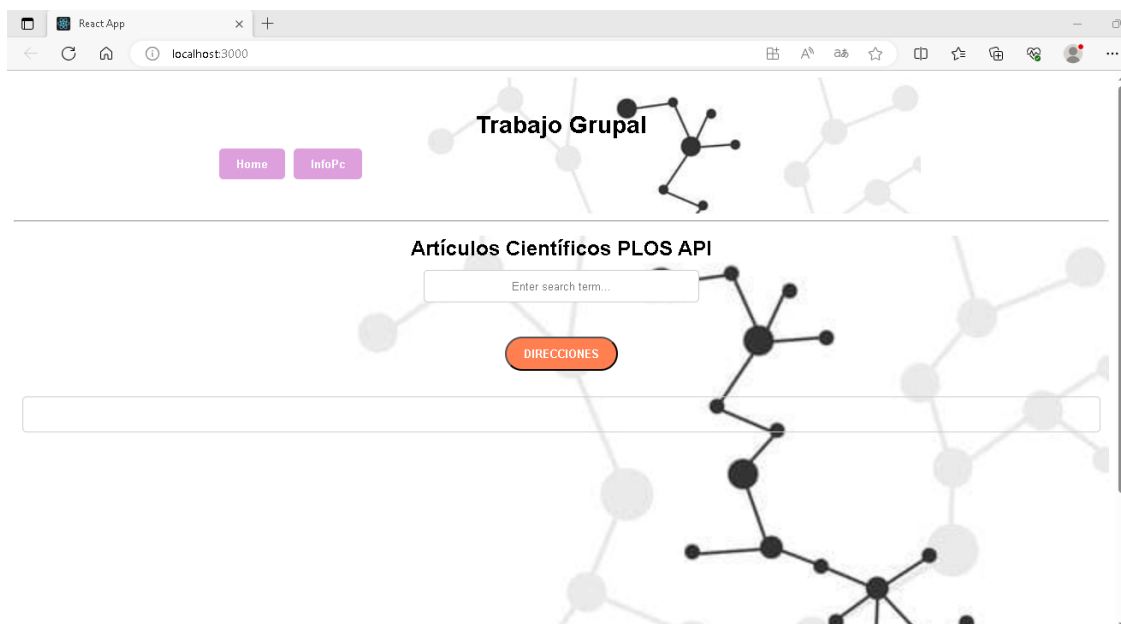 React App
localhost:3000
Trabajo Grupal
Home InfoPc
Artículos Científicos PLOS API
Enter search term...
DIRECCIONES